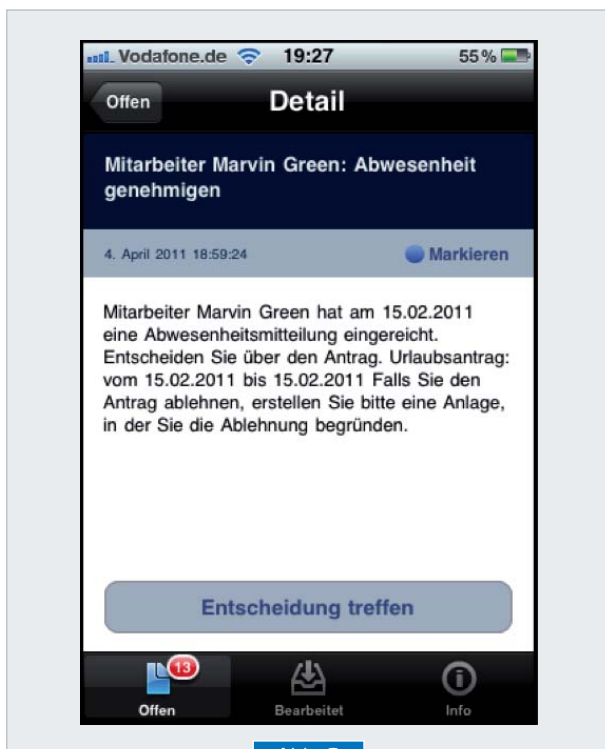 Vodafone.de 19:27 55 %
Offen Detail
Mitarbeiter Marvin Green: Abwesenheit
genehmigen
4. April 2011 18:59:24 Markieren
Mitarbeiter Marvin Green hat am 15.02.2011
eine Abwesenheitsmitteilung eingereicht.
Entscheiden Sie über den Antrag. Urlaubsantrag:
vom 15.02.2011 bis 15.02.2011 Falls Sie den
Antrag ablehnen, erstellen Sie bitte eine Anlage,
in der Sie die Ablehnung begründen.
Entscheidung treffen
13
Offen Bearbeitet Info